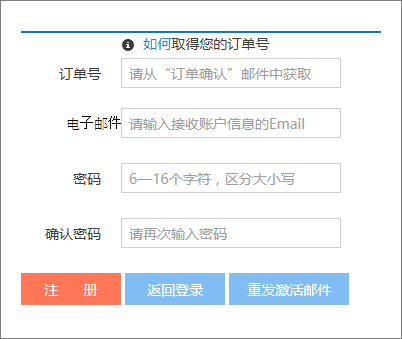 如何取得您的订单号
订单号 请从“订单确认”邮件中获取
电子邮件 请输入接收账户信息的Email
密码 6—16个字符，区分大小写
确认密码 请再次输入密码
注 册 返回登录 重发激活邮件